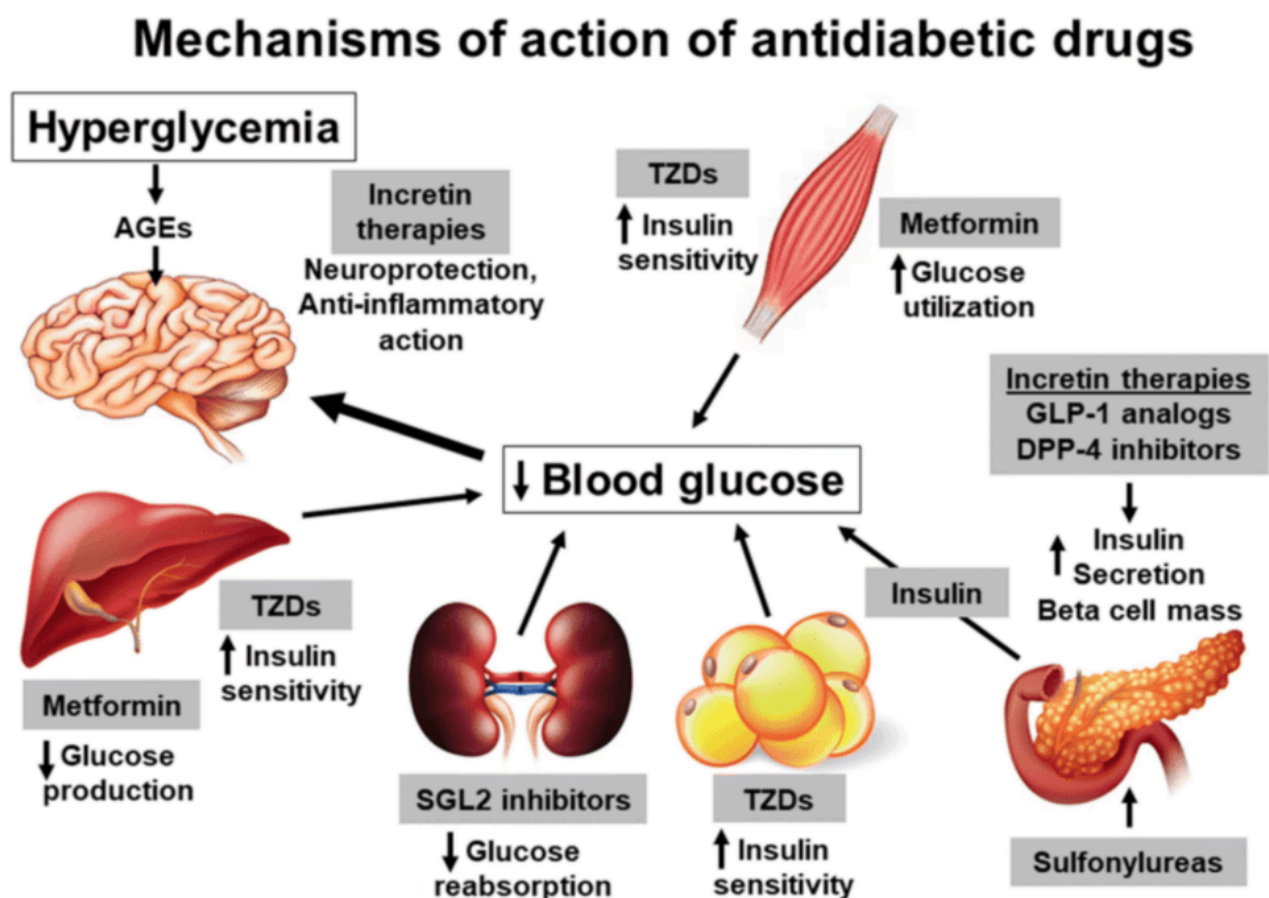 Mechanisms of action of antidiabetic drugs
Hyperglycemia
AGEs
Incretin
therapies
Neuroprotection,
Anti-inflammatory
action
TZDs
↑ Insulin
sensitivity
Metformin
↑ Glucose
utilization
Incretin therapies
GLP-1 analogs
DPP-4 inhibitors
↑ Insulin
Secretion
Beta cell mass
↓ Blood glucose
Insulin
TZDs
↑ Insulin
sensitivity
Metformin
↓ Glucose
production
SGL2 inhibitors
↓ Glucose
reabsorption
TZDs
↑ Insulin
sensitivity
Sulfonylureas